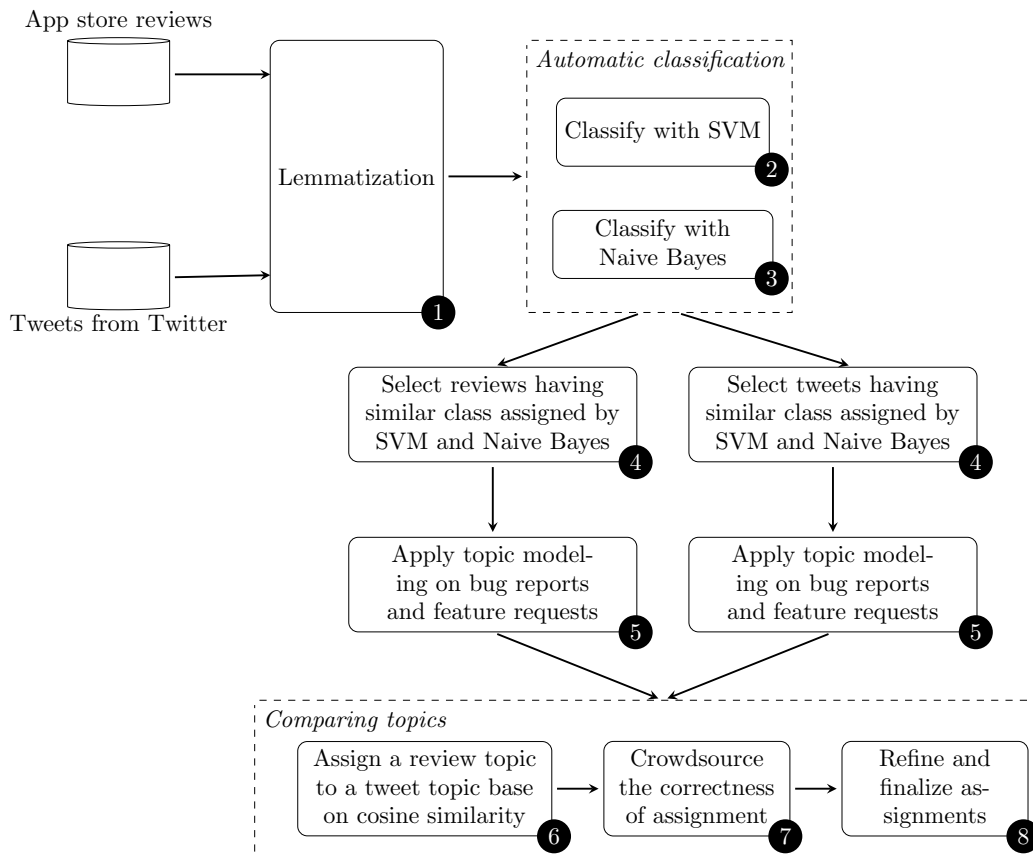 App store reviews
Tweets from Twitter
Lemmatization
1
Automatic classification
Classify with SVM
2
Classify with
Naive Bayes
3
Select reviews having
similar class assigned by
SVM and Naive Bayes
4
Select tweets having
similar class assigned by
SVM and Naive Bayes
4
Apply topic model-
ing on bug reports
and feature requests
5
Apply topic model-
ing on bug reports
and feature requests
5
Comparing topics
Assign a review topic
to a tweet topic base
on cosine similarity
6
Crowdsource
the correctness
of assignment
7
Refine and
finalize as-
signments
8